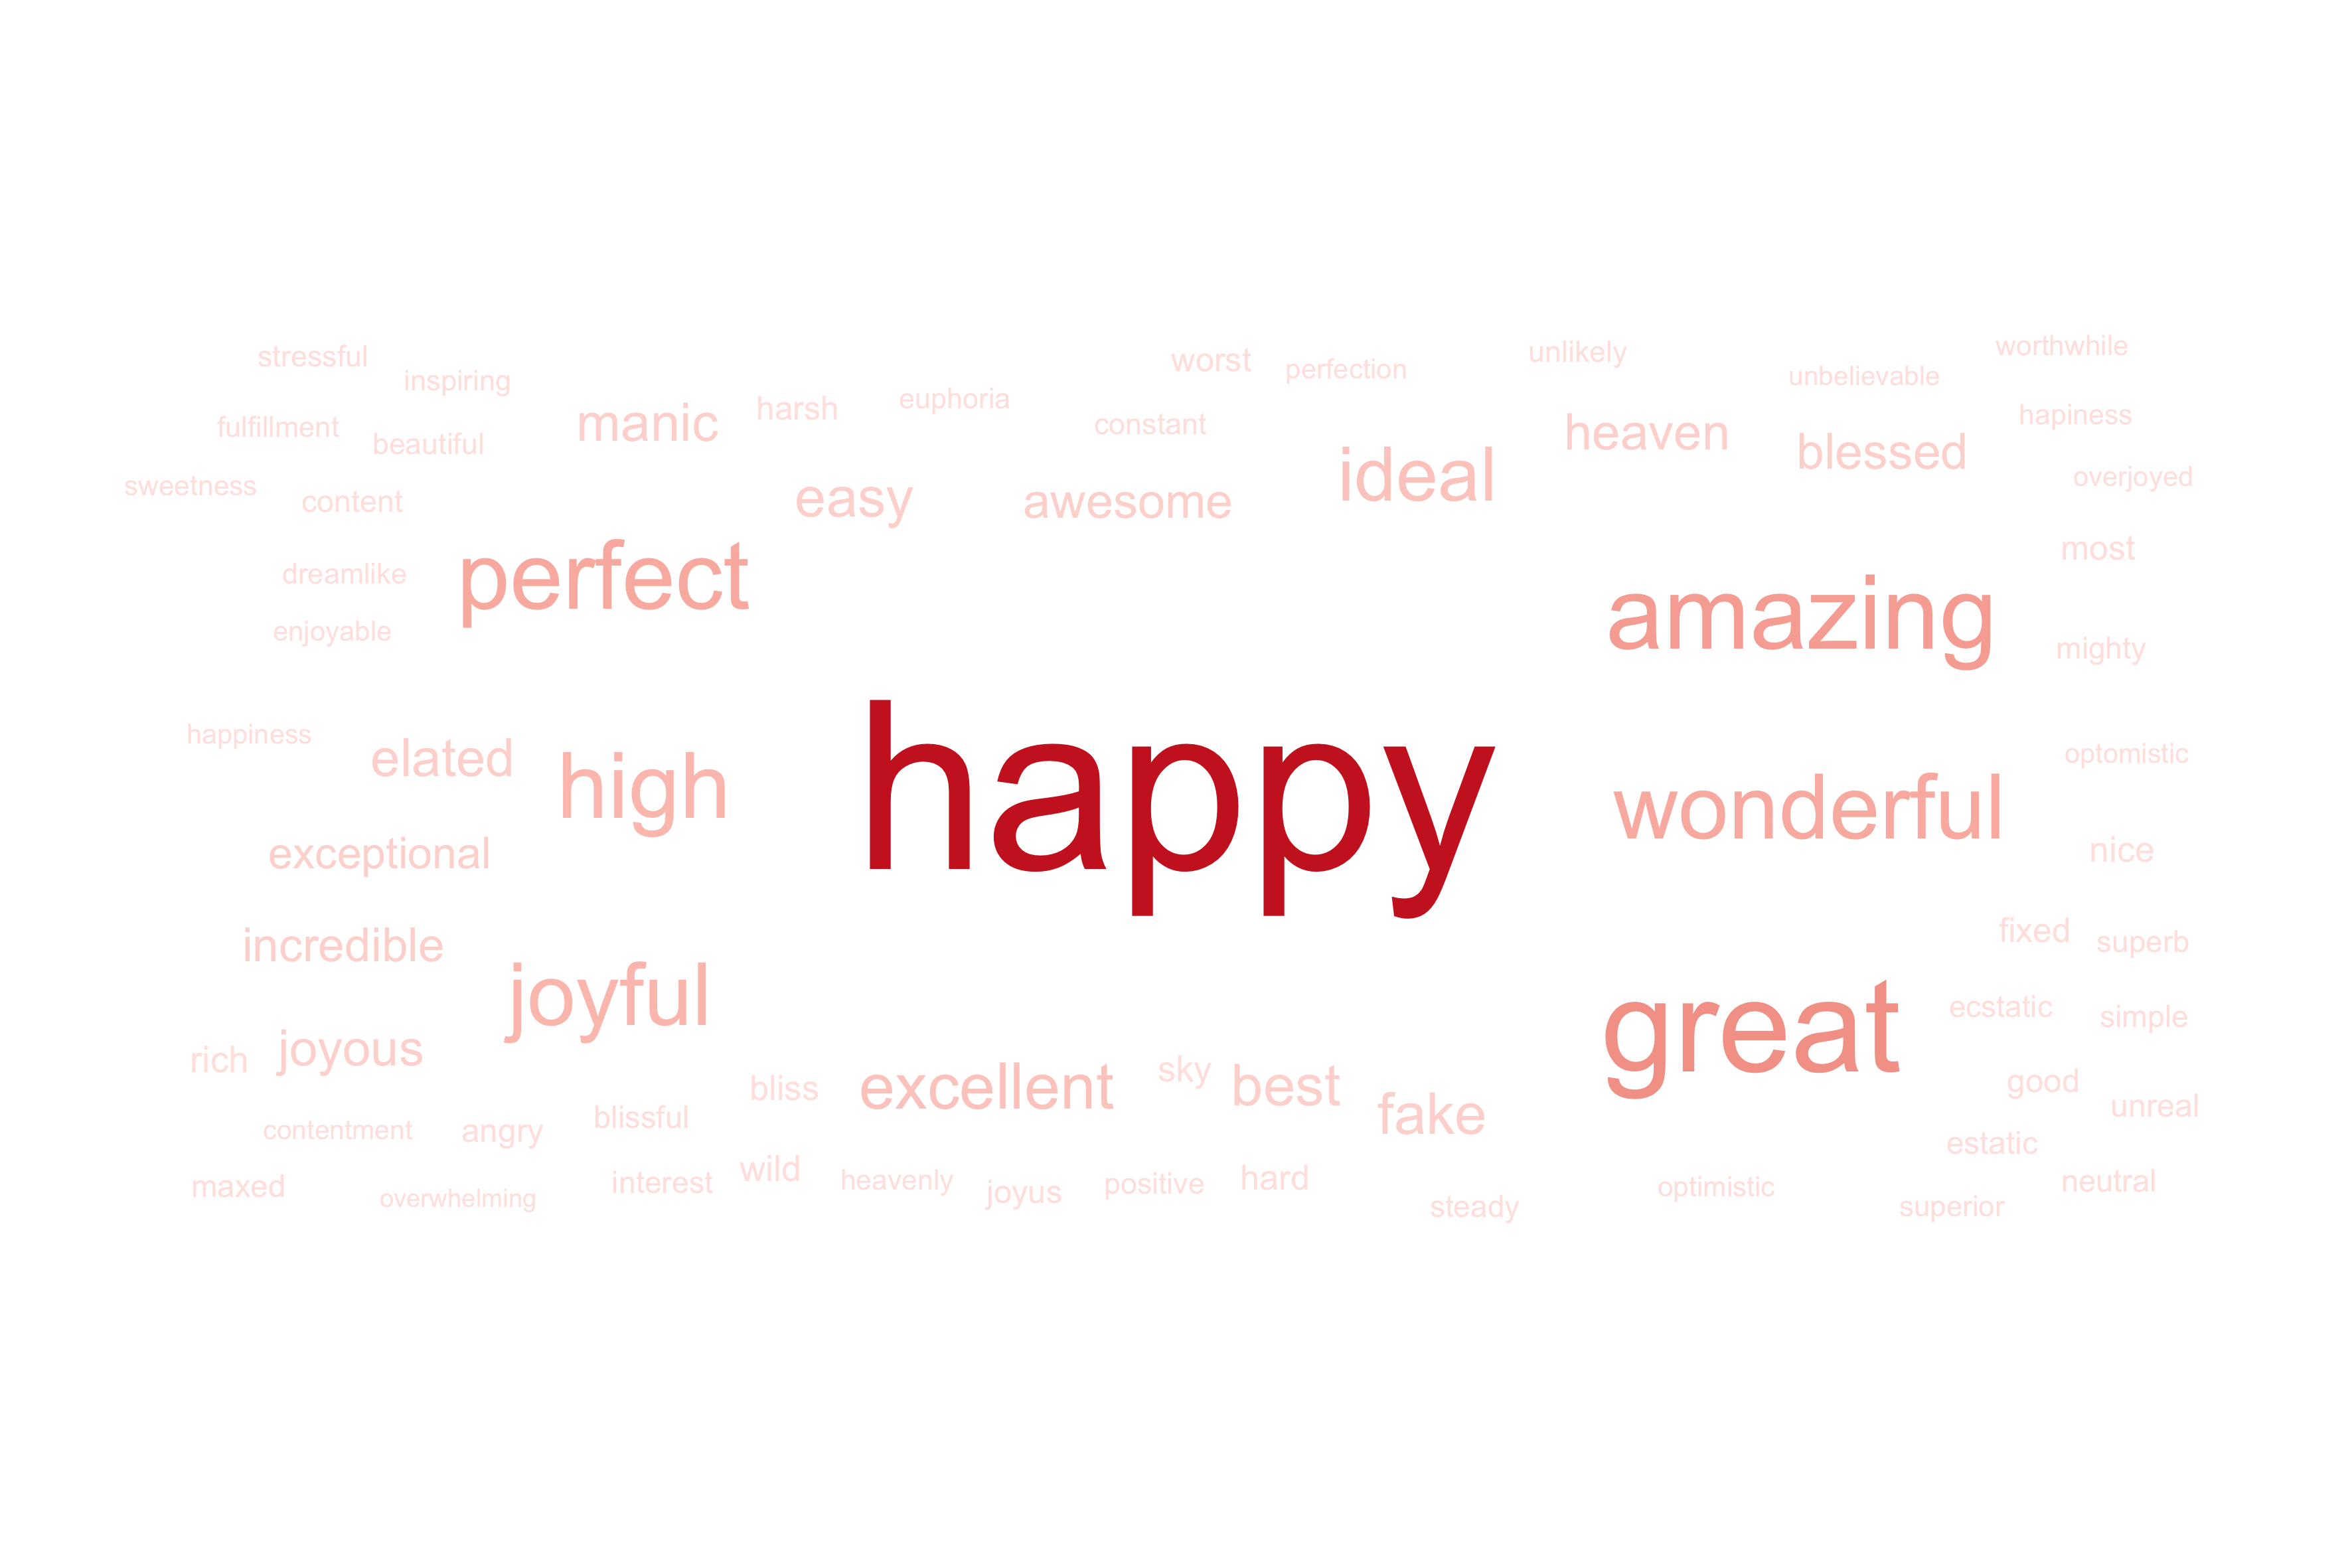 stressful
inspiring
worst
perfection
unlikely
unbelievable
worthwhile
fulfillment
beautiful
manic
harsh
euphoria
constant
ideal
heaven
blessed
hapiness
sweetness
content
easy
awesome
overjoyed
dreamlike
perfect
amazing
most
enjoyable
mighty
happiness
elated
high
happy
wonderful
optomistic
exceptional
nice
incredible
joyful
great
fixed
superb
ecstatic
simple
rich
joyous
bliss
excellent
sky
best
fake
good
unreal
contentment
angry
blissful
estatic
maxed
overwhelming
interest
wild
heavenly
joyus
positive
hard
steady
optimistic
superior
neutral